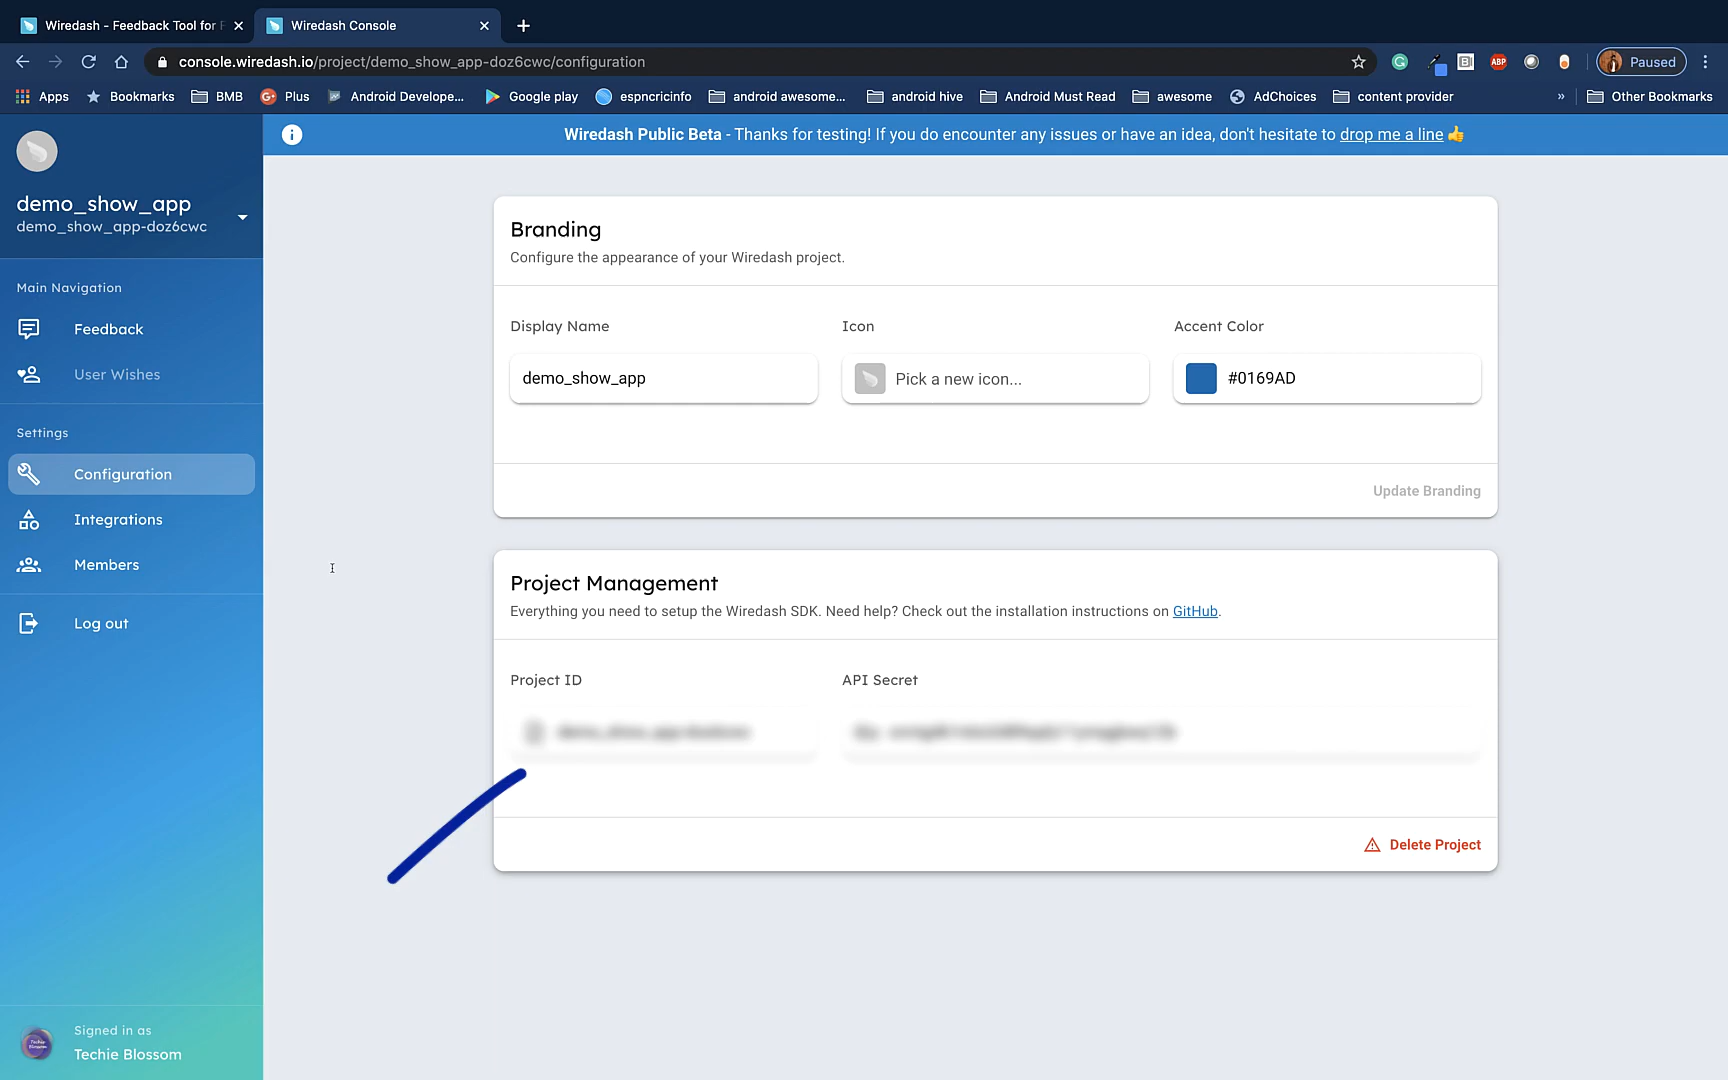 Wiredash - Feedback Tool for F
Wiredash Console
console.wiredash.io/project/demo_show_app-doz6cwc/configuration
ABP
Paused
Apps
Bookmarks
BMB
Plus
Android Develope...
Google play
espncricinfo
android awesome...
android hive
Android Must Read
awesome
AdChoices
content provider
»
Other Bookmarks
Wiredash Public Beta - Thanks for testing! If you do encounter any issues or have an idea, don't hesitate to drop me a line 👍
demo_show_app
demo_show_app-doz6cwc
Main Navigation
Feedback
User Wishes
Settings
Configuration
Integrations
Members
Log out
Signed in as
Techie Blossom
Branding
Configure the appearance of your Wiredash project.
Display Name
Icon
Accent Color
demo_show_app
Pick a new icon...
#0169AD
Update Branding
Project Management
Everything you need to setup the Wiredash SDK. Need help? Check out the installation instructions on GitHub.
Project ID
API Secret
Delete Project